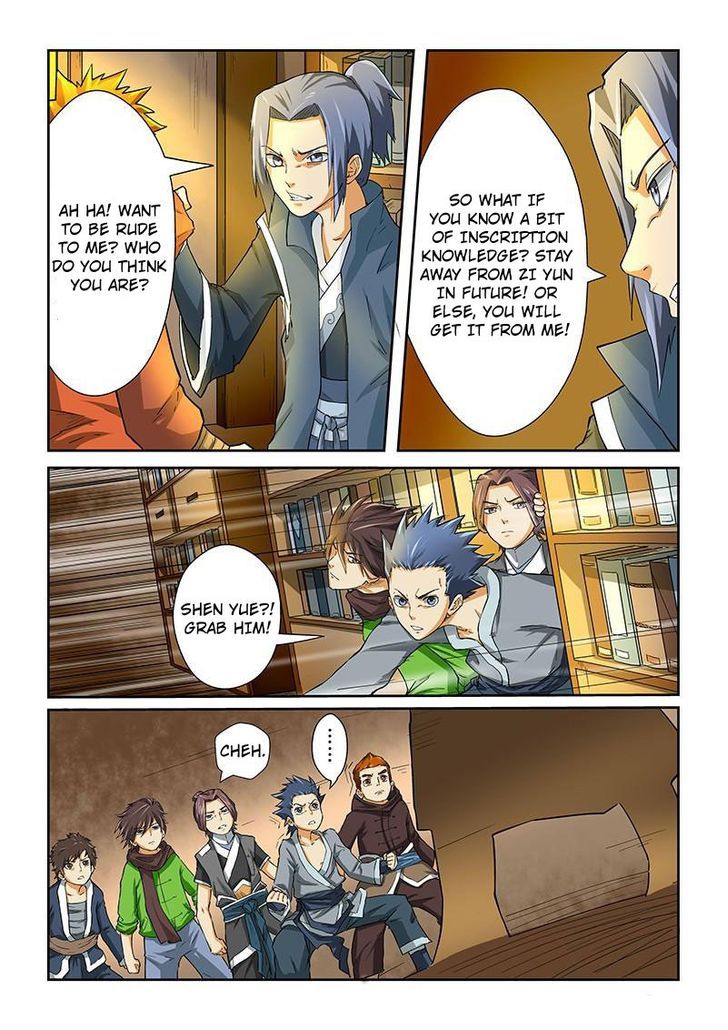 AH HA! WANT
TO BE RUDE
TO ME? WHO
DO YOU THINK
YOU ARE?
SO WHAT IF
YOU KNOW A BIT
OF INSCRIPTION
KNOWLEDGE? STAY
AWAY FROM ZI YUN
IN FUTURE! OR
ELSE, YOU WILL
GET IT FROM ME!
SHEN YUE?!
GRAB HIM!
CHEH.
......